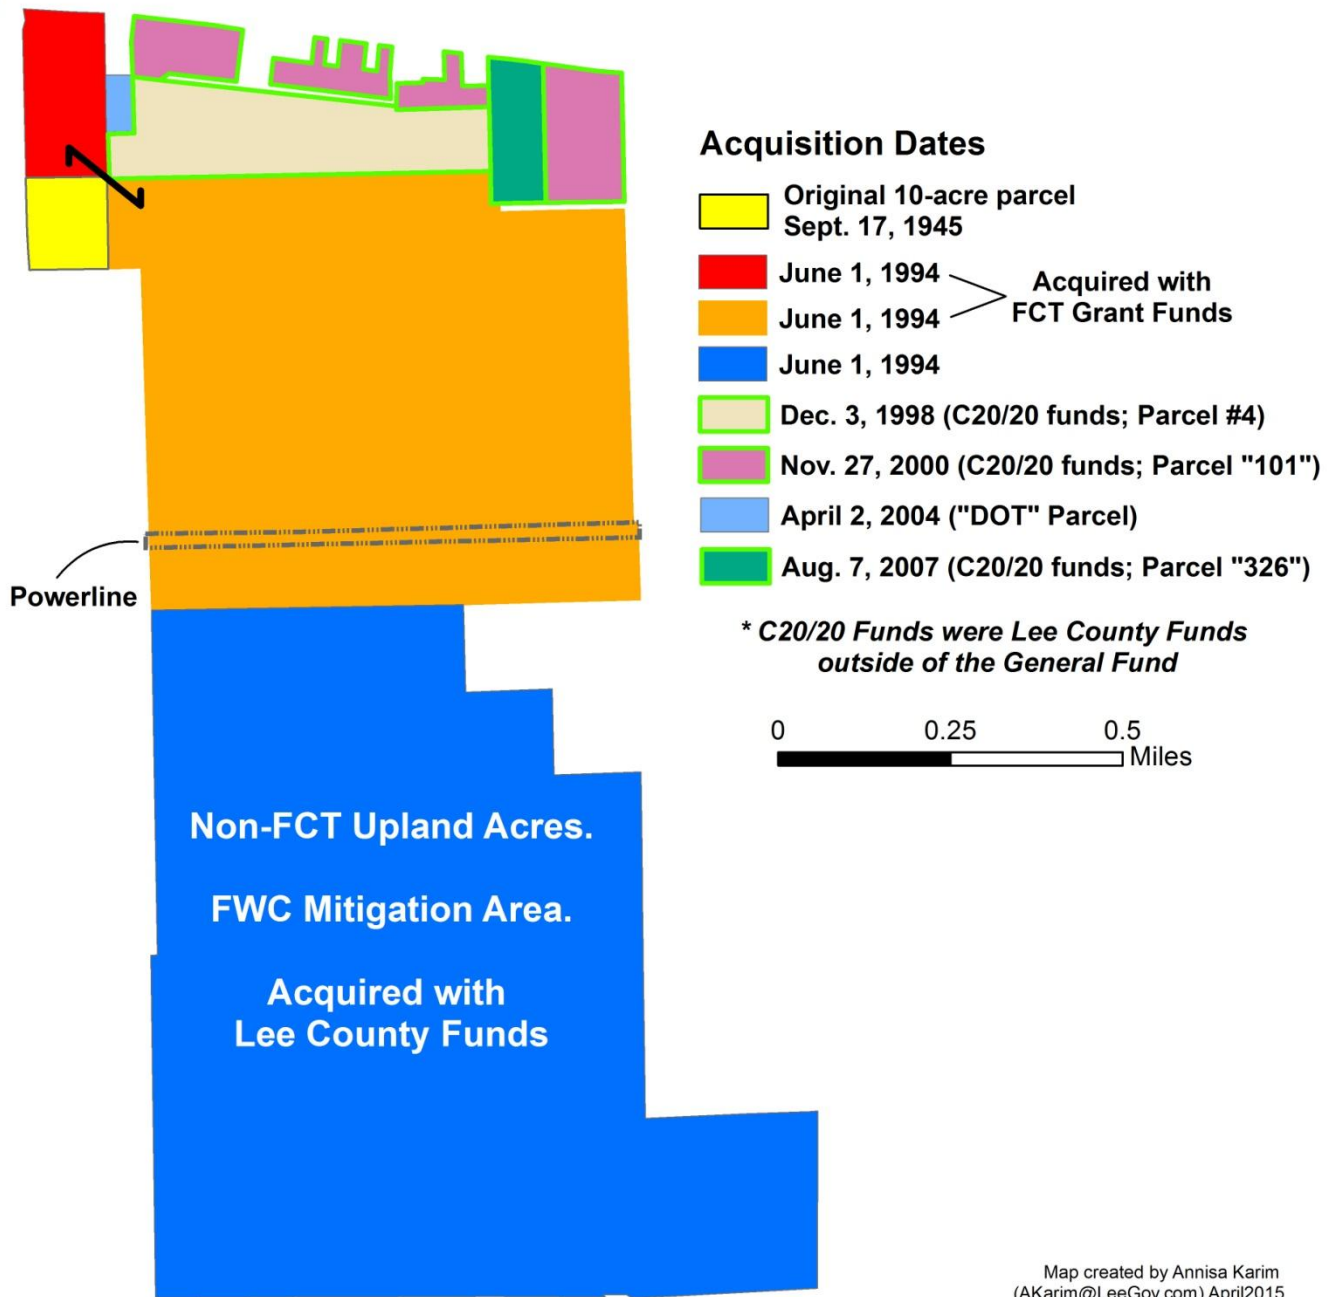 Acquisition Dates
Original 10-acre parcel
Sept. 17, 1945
June 1, 1994
June 1, 1994
Acquired with
FCT Grant Funds
June 1, 1994
Dec. 3, 1998 (C20/20 funds; Parcel #4)
Nov. 27, 2000 (C20/20 funds; Parcel "101")
April 2, 2004 ("DOT" Parcel)
Aug. 7, 2007 (C20/20 funds; Parcel "326")
* C20/20 Funds were Lee County Funds
outside of the General Fund
0 0.25 0.5
Miles
Powerline
Non-FCT Upland Acres.
FWC Mitigation Area.
Acquired with
Lee County Funds
Map created by Annisa Karim
(AKarim@LeeGov.com) April2015